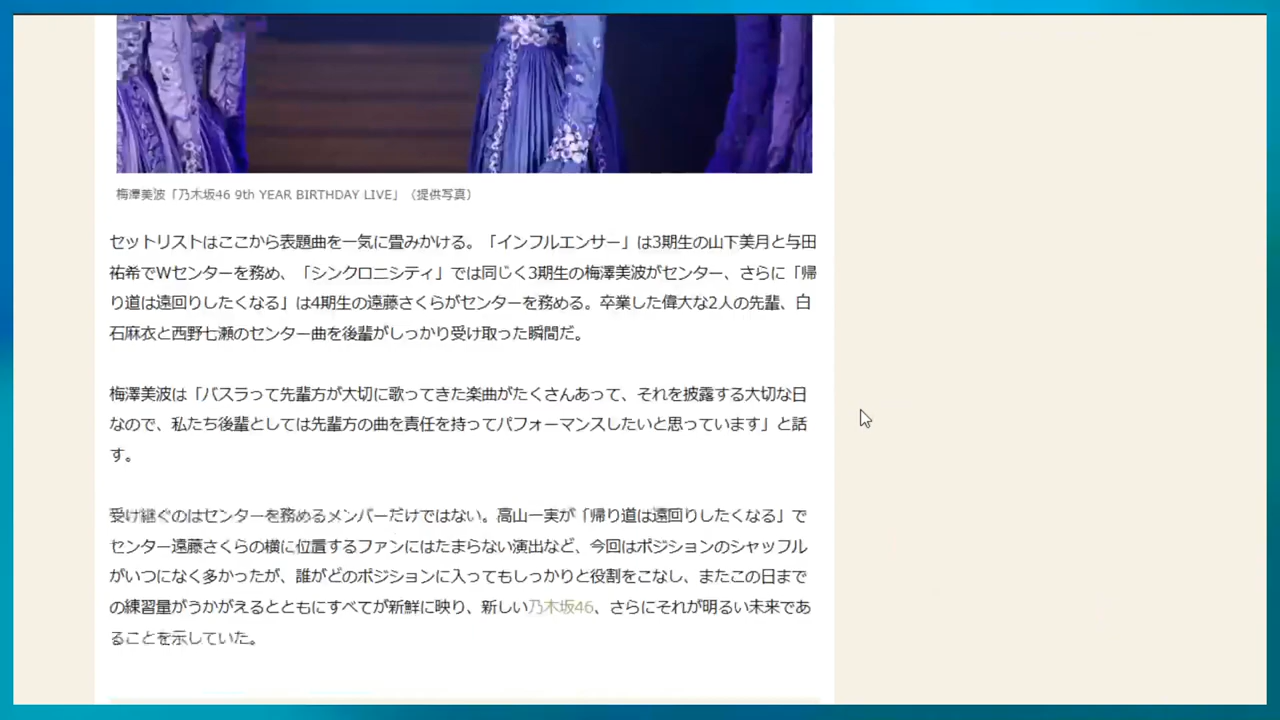 梅澤美波「乃木坂46 9th YEAR BIRTHDAY LIVE」（提供写真）
セットリストはここから表題曲を一気に畳みかける。「インフルエンサー」は3期生の山下美月と与田
祐希でWセンターを務め、「シンクロニシティ」では同じく3期生の梅澤美波がセンター、さらに「帰
り道は遠回りしたくなる」は4期生の遠藤さくらがセンターを務める。卒業した偉大な2人の先輩、白
石麻衣と西野七瀬のセンター曲を後輩がしっかり受け取った瞬間だ。
梅澤美波は「バスラって先輩方が大切に歌ってきた楽曲がたくさんあって、それを披露する大切な日
なので、私たち後輩としては先輩方の曲を責任を持ってパフォーマンスしたいと思っています」と話
す。
受け継ぐのはセンターを務めるメンバーだけではない。高山一実が「帰り道は遠回りしたくなる」で
センター遠藤さくらの横に位置するファンにはたまらない演出など、今回はポジションのシャッフル
がいつになく多かったが、誰がどのポジションに入ってもしっかりと役割をこなし、またこの日まで
の練習量がうかがえるとともにすべてが新鮮に映り、新しい乃木坂46、さらにそれが明るい未来であ
ることを示していた。